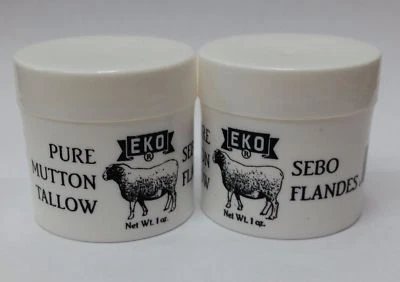 EKO
®
PURE
MUTTON
TALLOW
Net Wt. 1 oz.
EKO
®
SEBO
FLANDES
Net Wt. 1 oz.